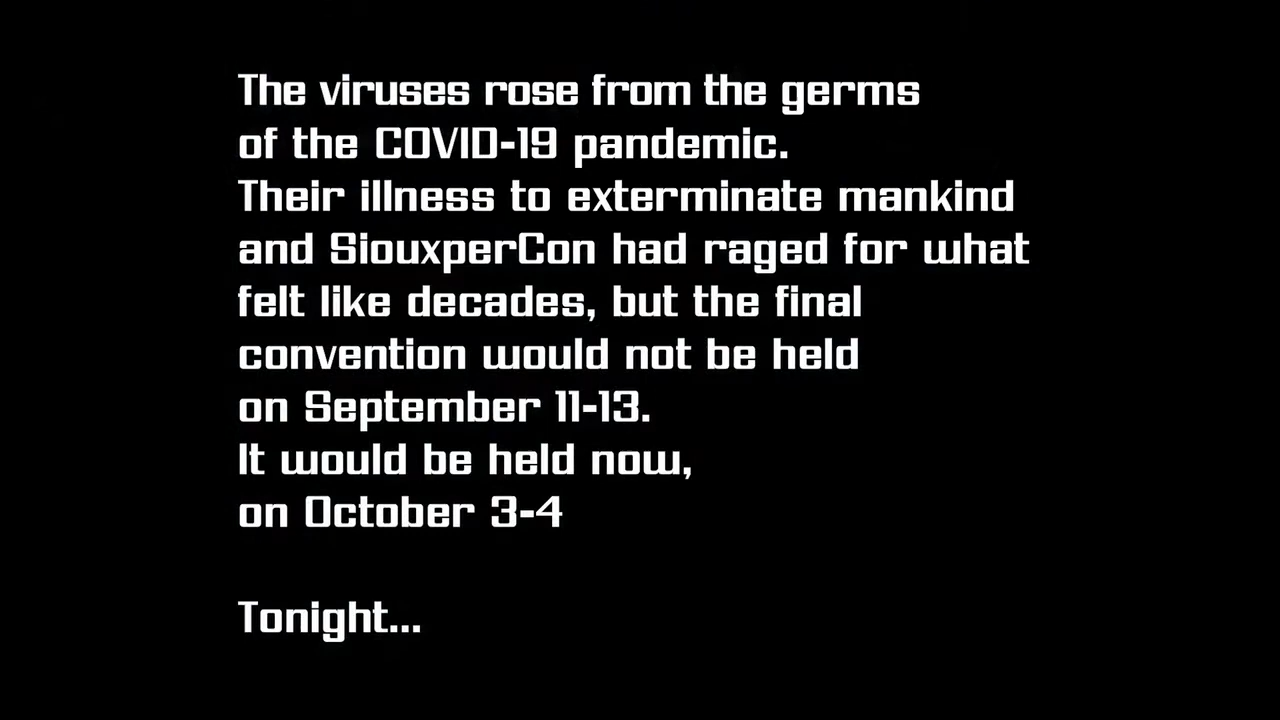 The viruses rose from the germs
of the COVID-19 pandemic.
Their illness to exterminate mankind
and SiouxperCon had raged for what
felt like decades, but the final
convention would not be held
on September 11-13.
It would be held now,
on October 3-4
Tonight...